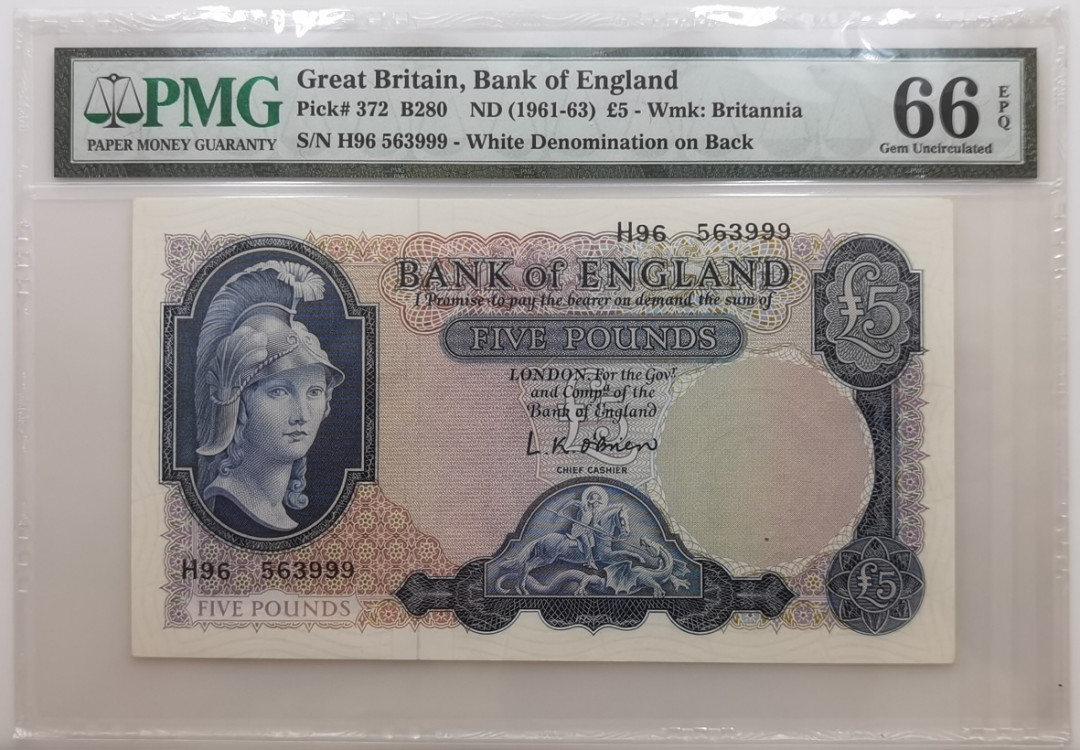 PMG
PAPER MONEY GUARANTY
Great Britain, Bank of England
Pick# 372 B280 ND (1961-63) £5 - Wmk: Britannia
S/N H96 563999 - White Denomination on Back
66
EPQ
Gem Uncirculated
H96 563999
BANK of ENGLAND
I Promise to pay the bearer on demand the sum of
FIVE POUNDS
£5
LONDON, For the Govr
and Compa of the
Bank of England
£5
L.K. O'Brien
CHIEF CASHIER
H96 563999
FIVE POUNDS
£5